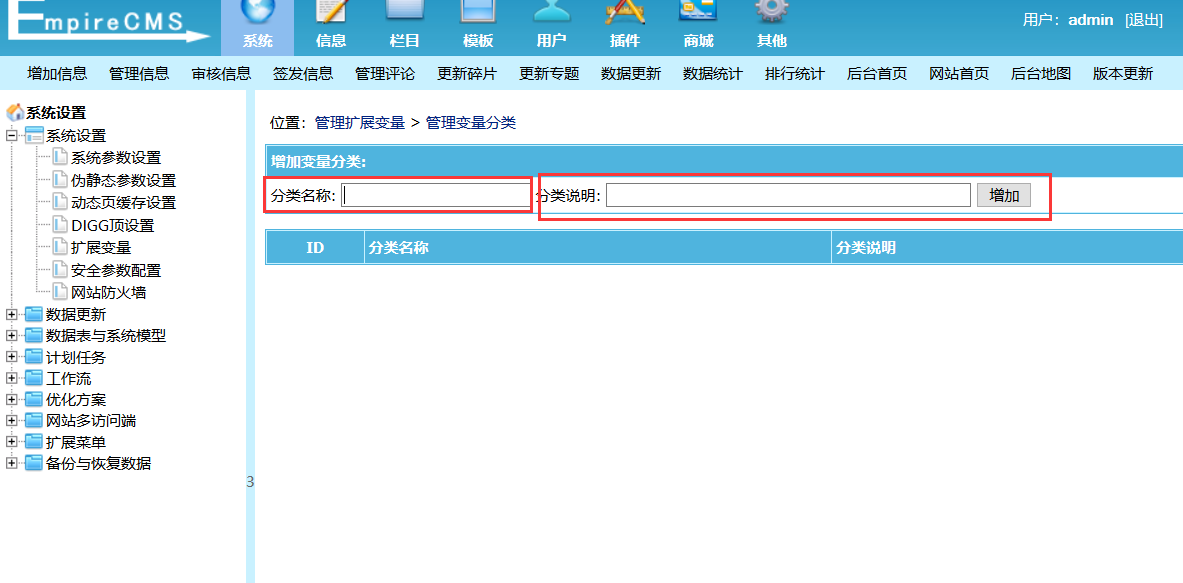 EmpireCMS
系统 信息 栏目 模板 用户 插件 商城 其他
用户: admin [退出]
增加信息 管理信息 审核信息 签发信息 管理评论 更新碎片 更新专题 数据更新 数据统计 排行统计 后台首页 网站首页 后台地图 版本更新
系统设置
系统设置
系统参数设置
伪静态参数设置
动态页缓存设置
DIGG顶设置
扩展变量
安全参数配置
网站防火墙
数据更新
数据表与系统模型
计划任务
工作流
优化方案
网站多访问端
扩展菜单
备份与恢复数据
3
位置: 管理扩展变量 > 管理变量分类
增加变量分类:
分类名称: 分类说明: 增加
ID 分类名称 分类说明